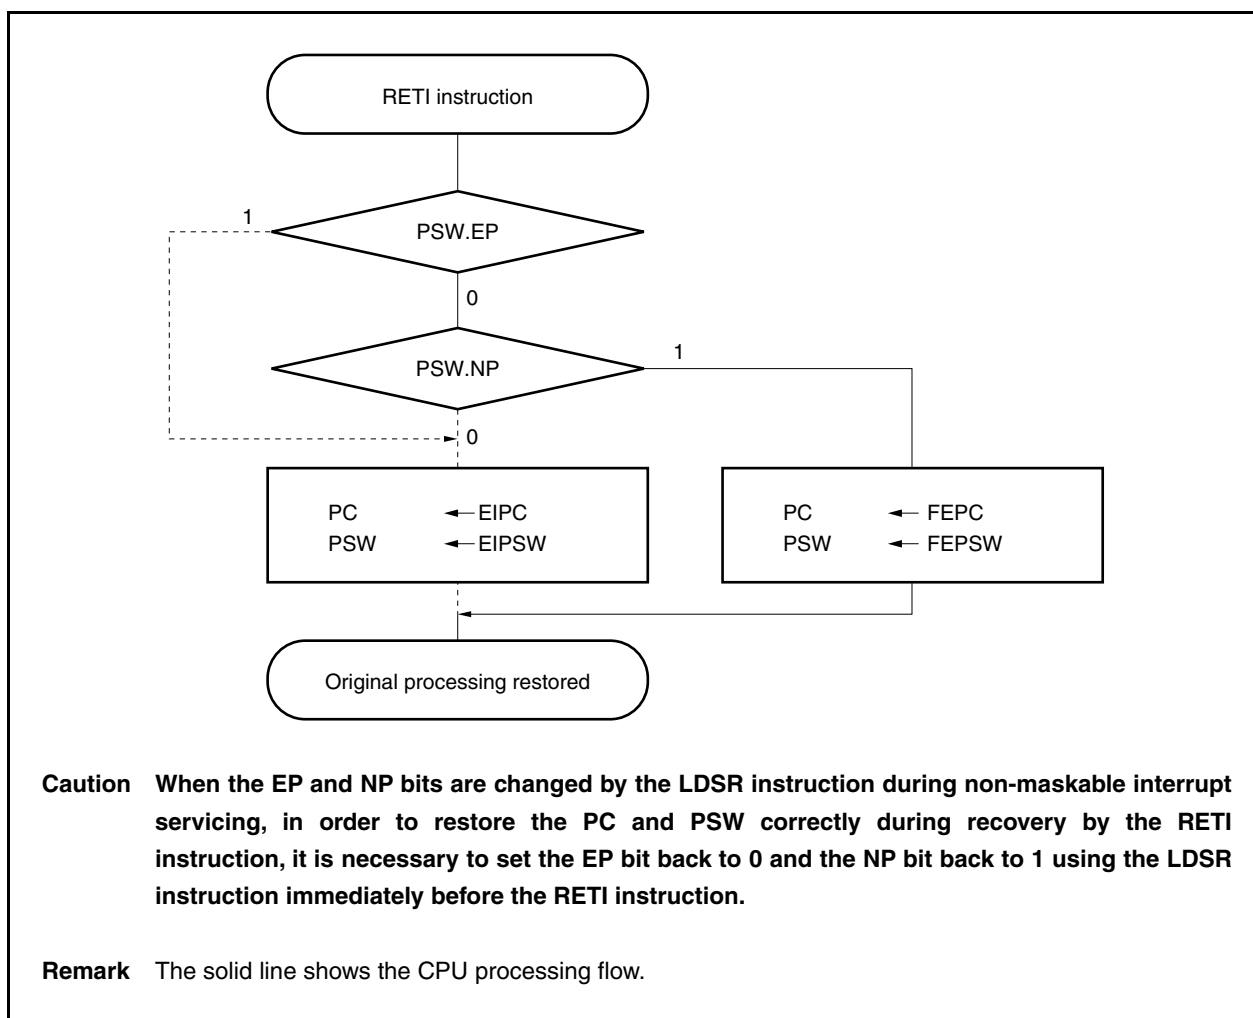 RETI instruction
1
PSW.EP
0
1
PSW.NP
0
PC ← EIPC
PSW ← EIPSW
PC ← FEPC
PSW ← FEPSW
Original processing restored
Caution When the EP and NP bits are changed by the LDSR instruction during non-maskable interrupt
servicing, in order to restore the PC and PSW correctly during recovery by the RETI
instruction, it is necessary to set the EP bit back to 0 and the NP bit back to 1 using the LDSR
instruction immediately before the RETI instruction.
Remark The solid line shows the CPU processing flow.